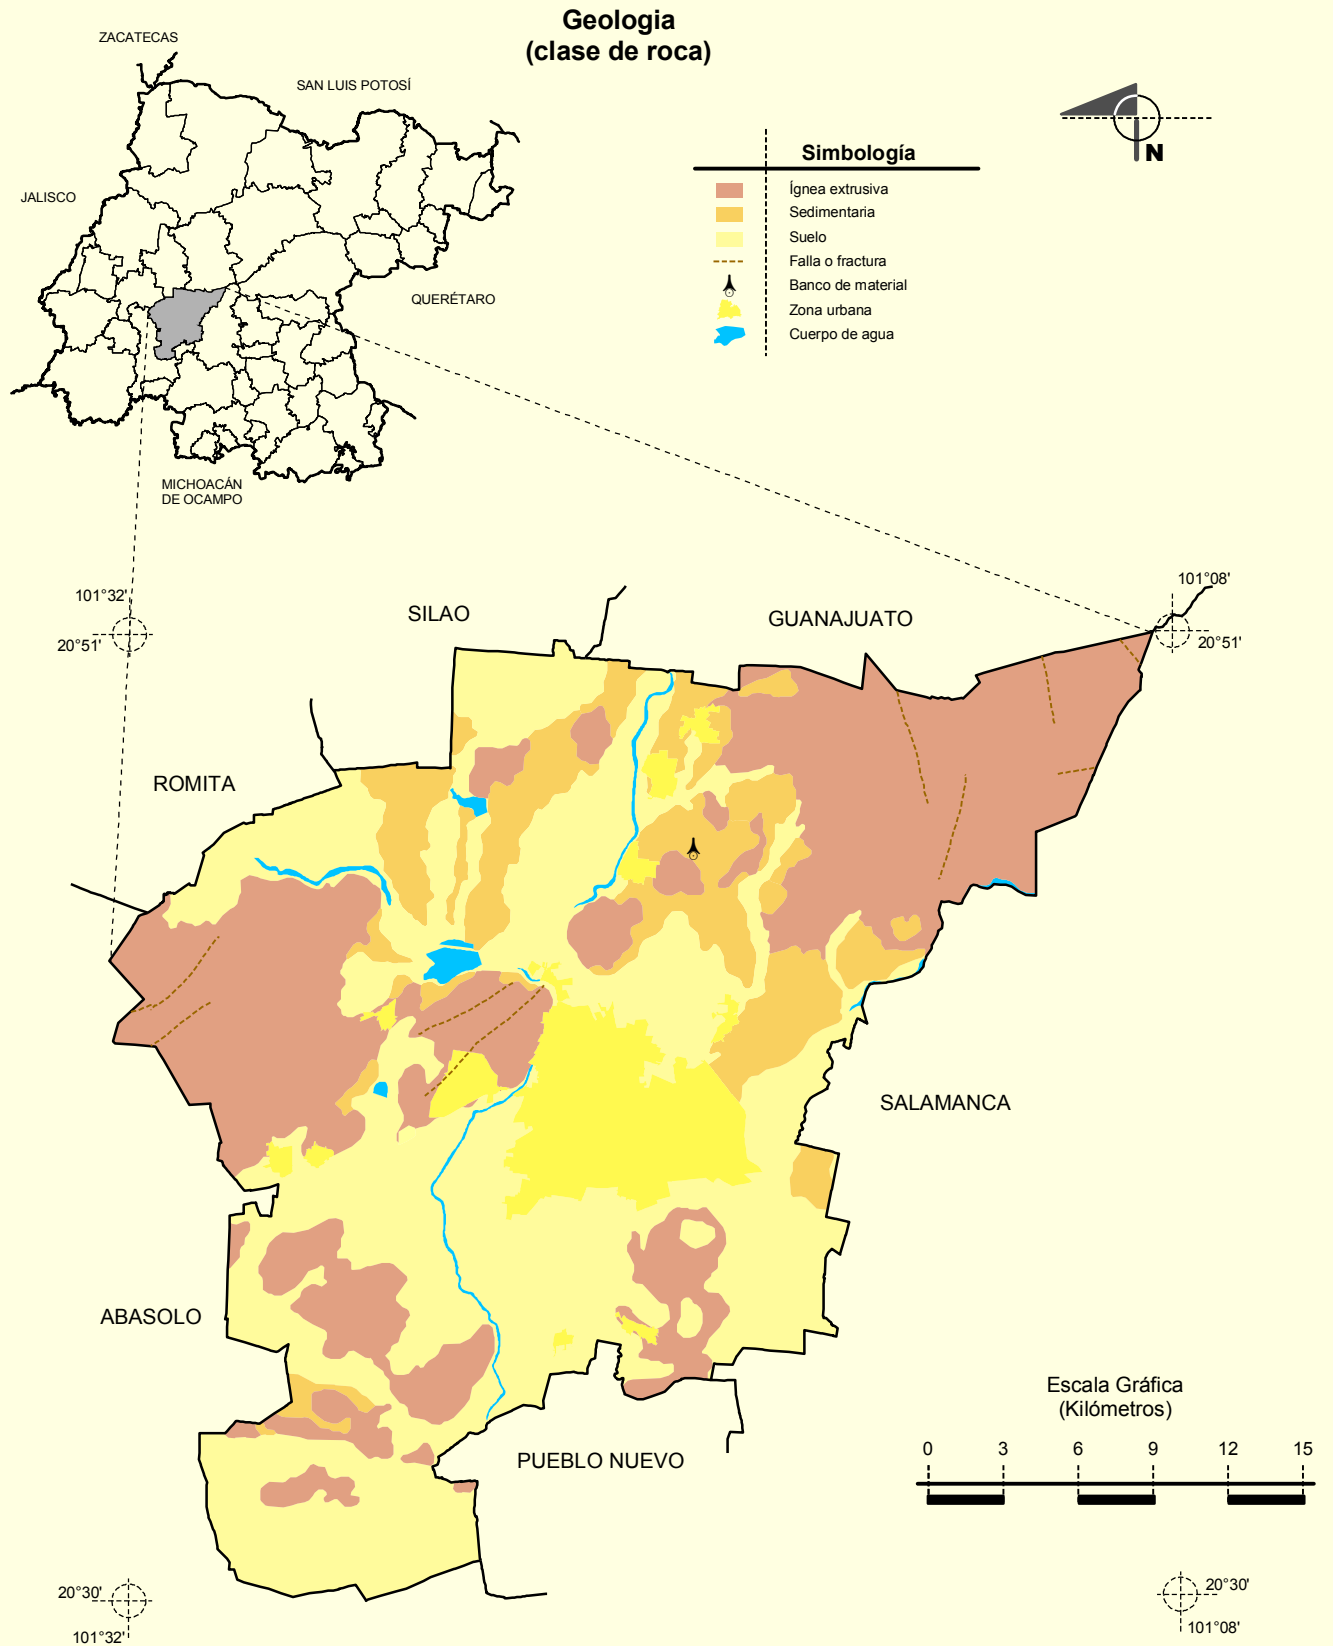 Geologia
(clase de roca)
ZACATECAS
SAN LUIS POTOSÍ
JALISCO
QUERÉTARO
MICHOACÁN
DE OCAMPO
N
Simbología
Ígnea extrusiva
Sedimentaria
Suelo
Falla o fractura
Banco de material
Zona urbana
Cuerpo de agua
101°32'
20°51'
101°08'
20°51'
SILAO
GUANAJUATO
ROMITA
SALAMANCA
ABASOLO
PUEBLO NUEVO
Escala Gráfica
(Kilómetros)
0 3 6 9 12 15
20°30'
101°32'
20°30'
101°08'